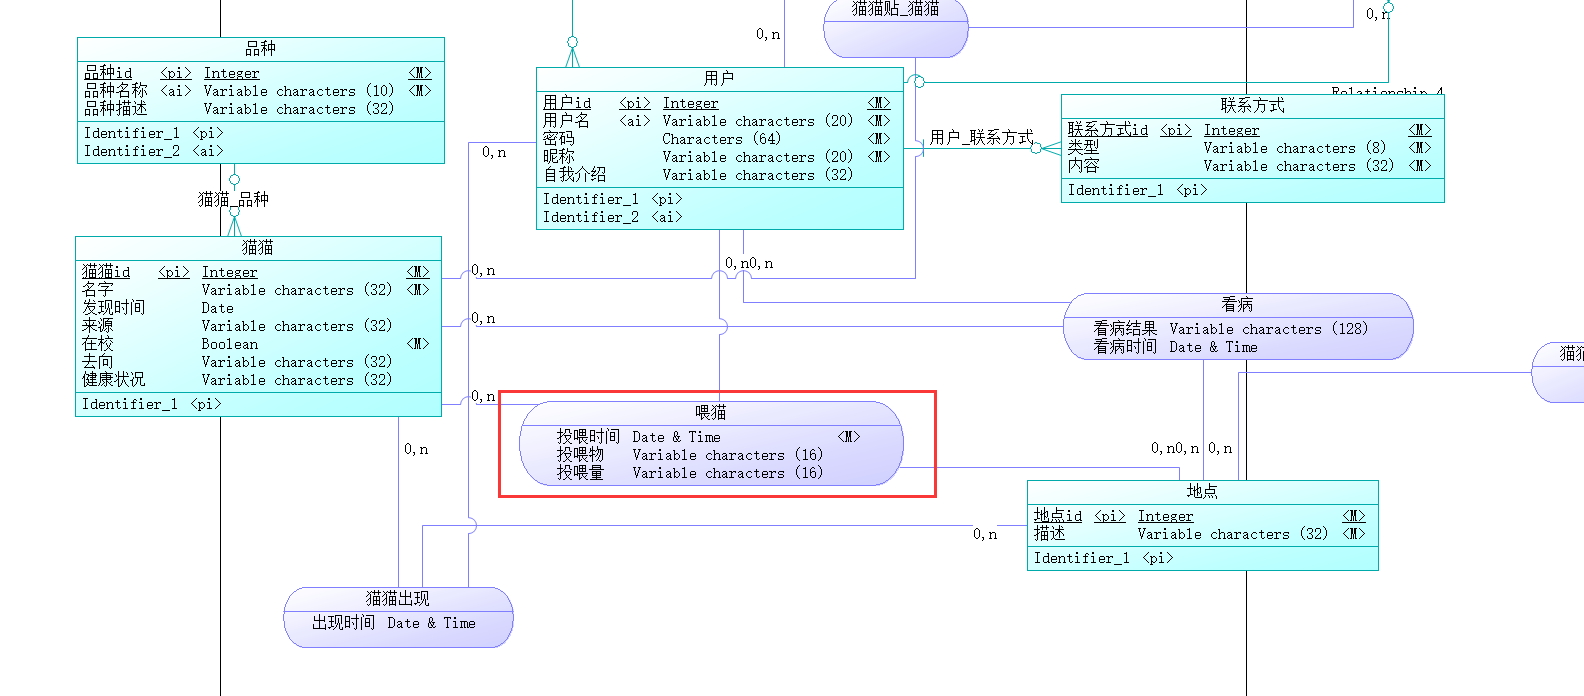 猫猫贴_猫猫
0,n
0,n
品种
品种id <pi> Integer <M>
品种名称 <ai> Variable characters (10) <M>
品种描述 Variable characters (32)
Identifier_1 <pi>
Identifier_2 <ai>
猫猫_品种
用户
用户id <pi> Integer <M>
用户名 <ai> Variable characters (20) <M>
密码 Characters (64) <M>
昵称 Variable characters (20) <M>
自我介绍 Variable characters (32)
Identifier_1 <pi>
Identifier_2 <ai>
0,n
用户_联系方式
Relationship_4
联系方式
联系方式id <pi> Integer <M>
类型 Variable characters (8) <M>
内容 Variable characters (32) <M>
Identifier_1 <pi>
猫猫
猫猫id <pi> Integer <M>
名字 Variable characters (32) <M>
发现时间 Date
来源 Variable characters (32)
在校 Boolean <M>
去向 Variable characters (32)
健康状况 Variable characters (32)
Identifier_1 <pi>
0,n
0,n
0,n
0,n0,n
看病
看病结果 Variable characters (128)
看病时间 Date & Time
喂猫
投喂时间 Date & Time <M>
投喂物 Variable characters (16)
投喂量 Variable characters (16)
0,n
0,n0,n
0,n
地点
地点id <pi> Integer <M>
描述 Variable characters (32) <M>
Identifier_1 <pi>
0,n
猫猫出现
出现时间 Date & Time